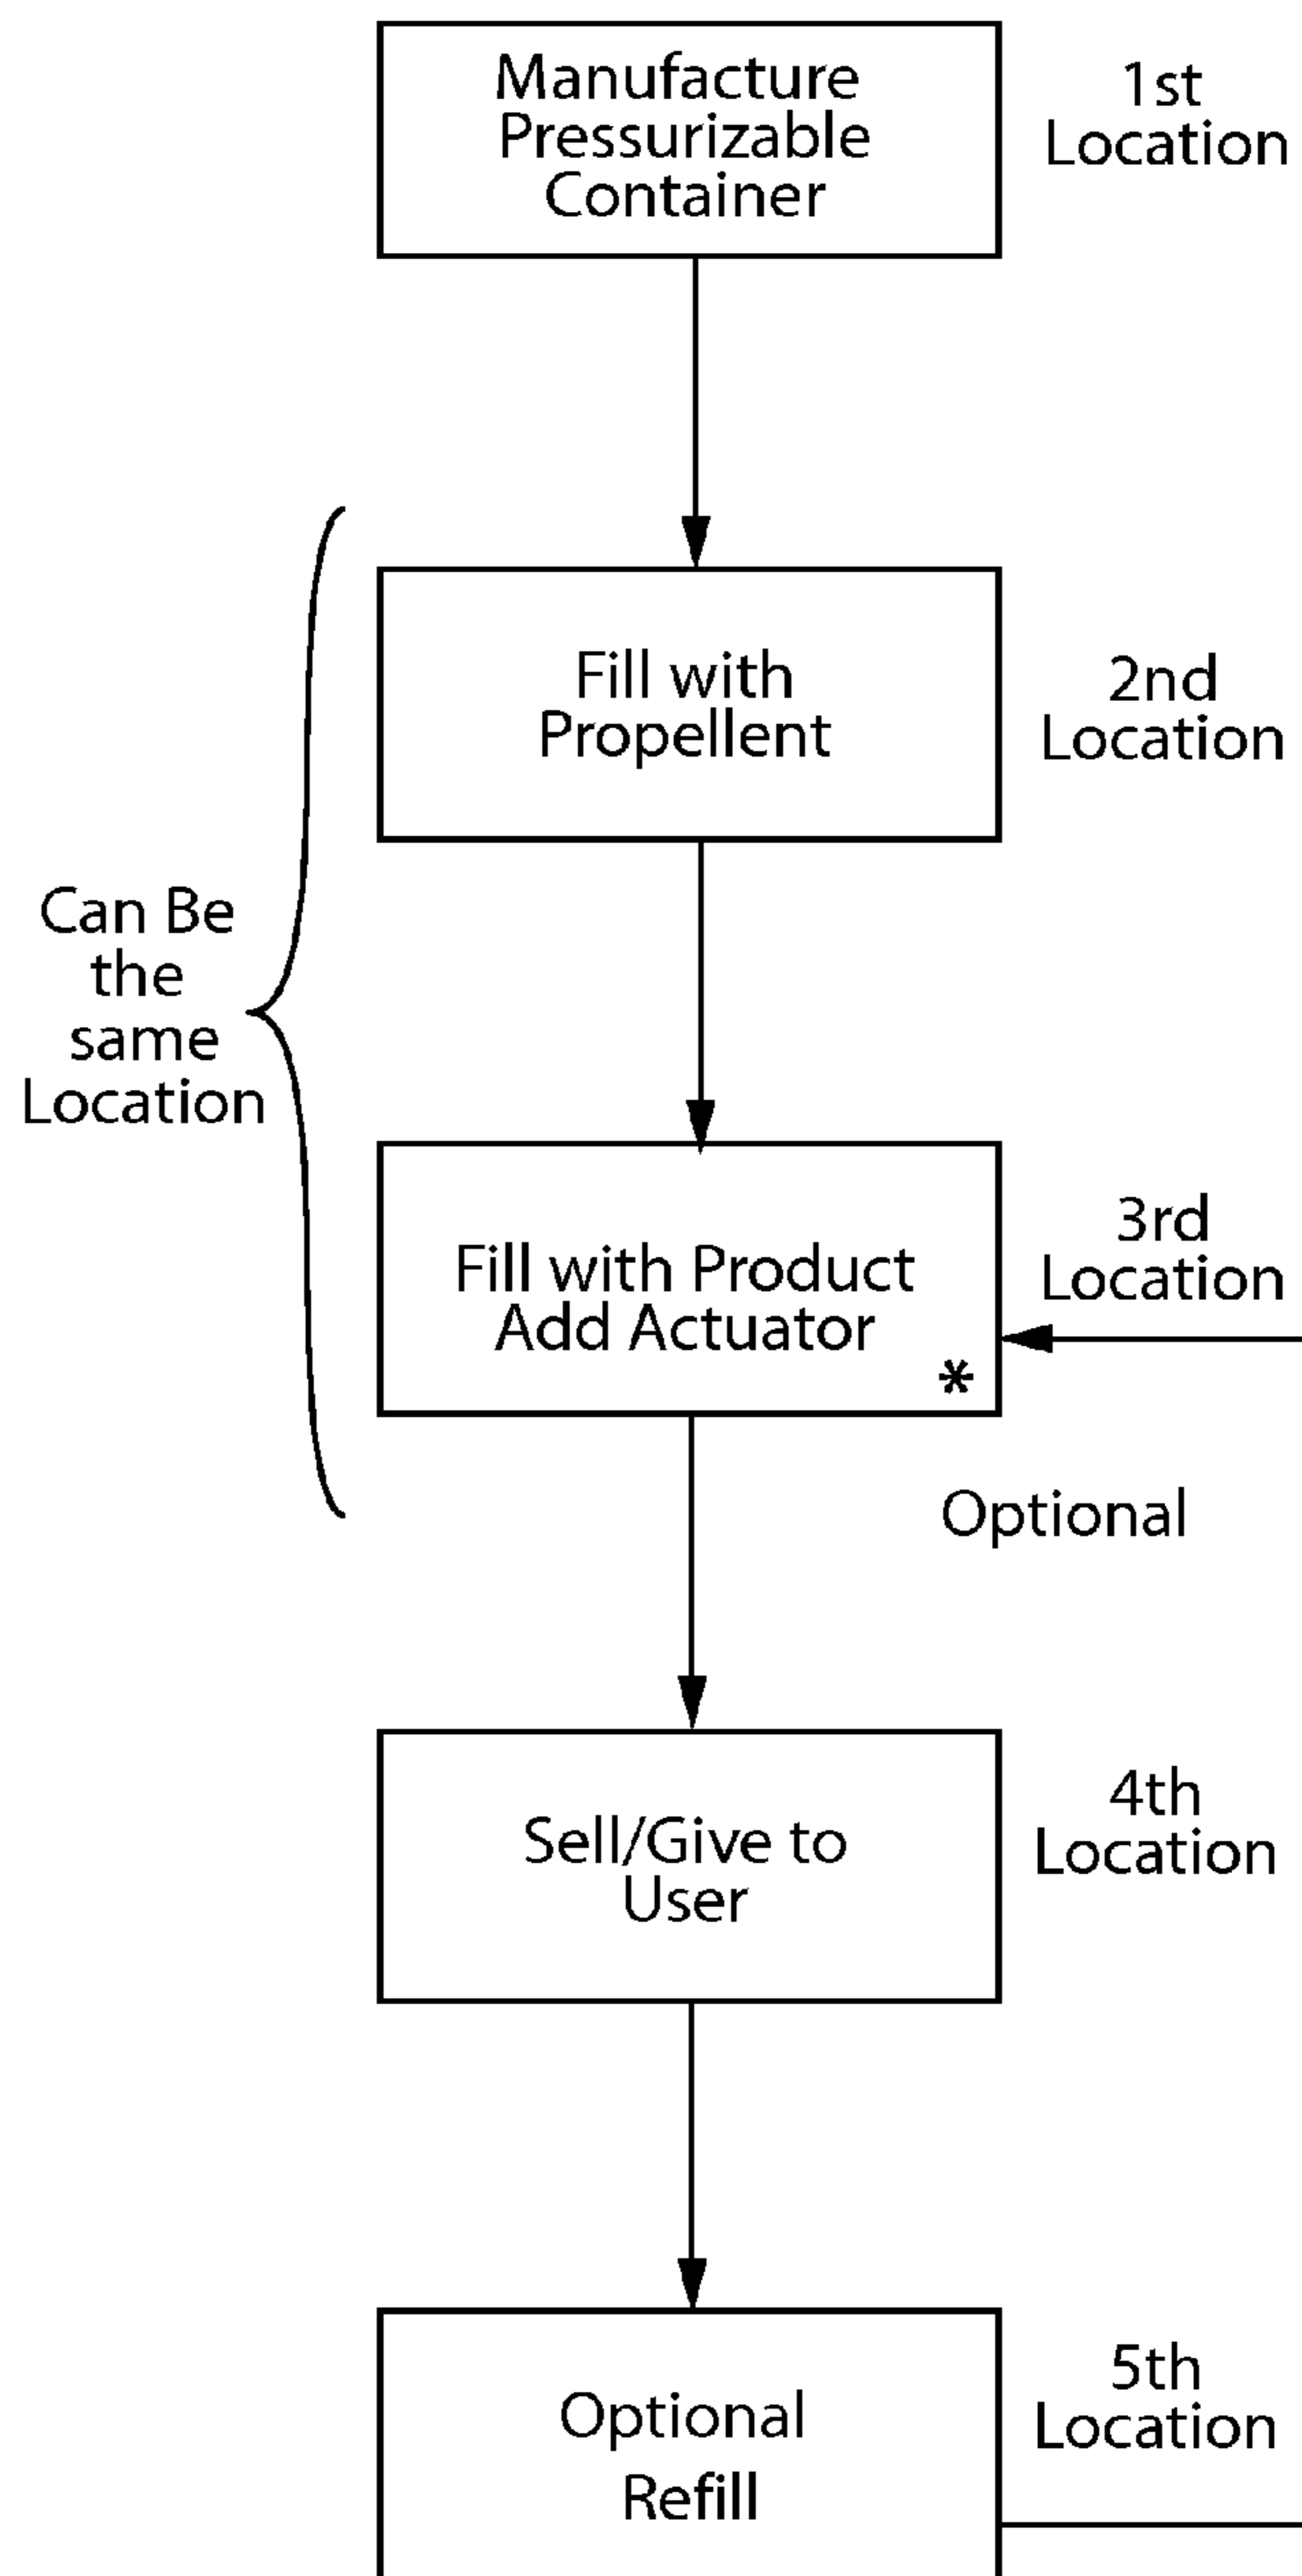 Manufacture
Pressurizable
Container
1st
Location
Fill with
Propellent
2nd
Location
Can Be
the
same
Location
Fill with Product
Add Actuator
*
3rd
Location
Optional
Sell/Give to
User
4th
Location
Optional
Refill
5th
Location